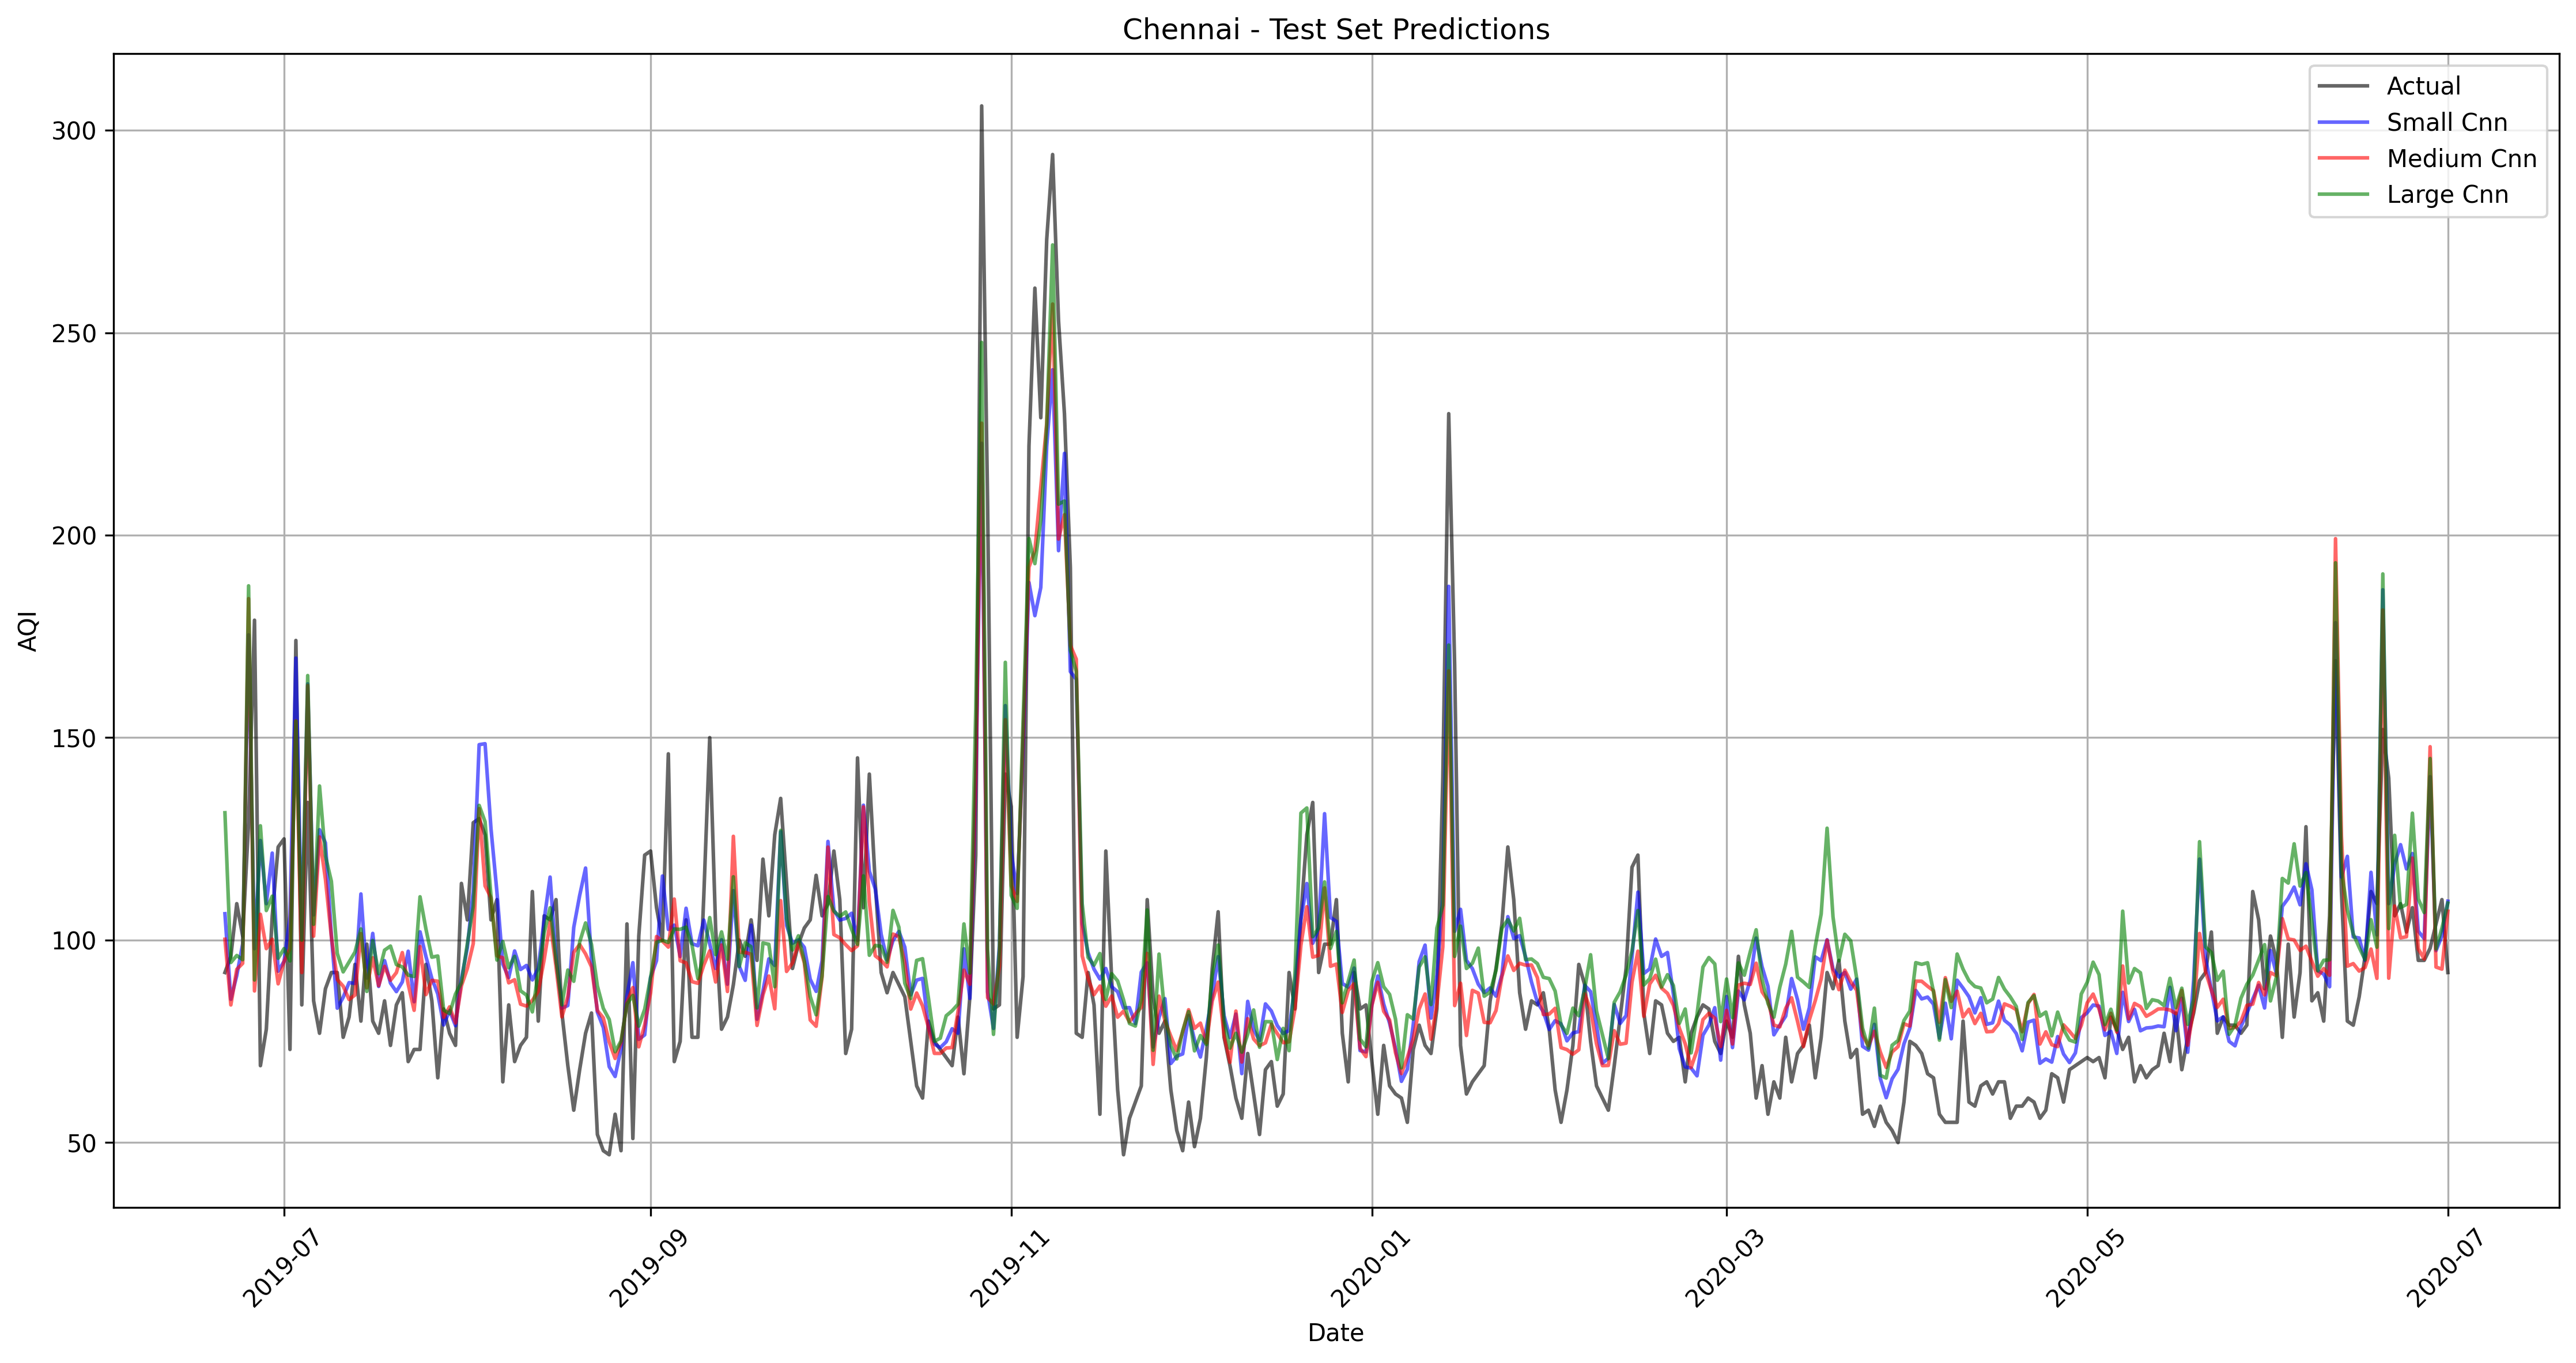 Chennai - Test Set Predictions
Actual
Small Cnn
Medium Cnn
Large Cnn
300
250
200
150
100
50
AQI
2019-07
2019-09
2019-11
2020-01
2020-03
2020-05
2020-07
Date